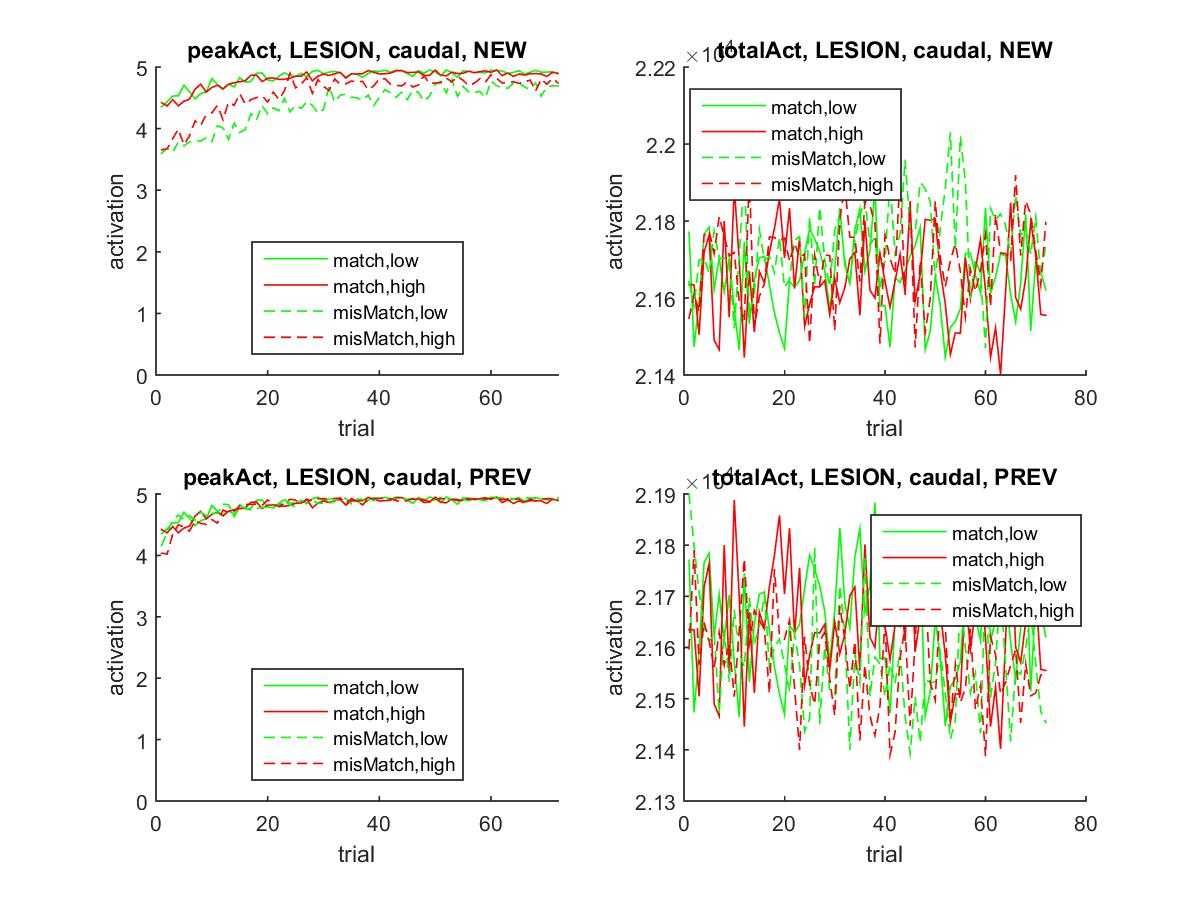 peakAct, LESION, caudal, NEW
5
4
3
2
1
0
activation
match,low
match,high
misMatch,low
misMatch,high
0 20 40 60
trial
×10⁴
totalAct, LESION, caudal, NEW
2.22
2.2
2.18
2.16
2.14
activation
match,low
match,high
misMatch,low
misMatch,high
0 20 40 60 80
trial
peakAct, LESION, caudal, PREV
5
4
3
2
1
0
activation
match,low
match,high
misMatch,low
misMatch,high
0 20 40 60
trial
×10⁴
totalAct, LESION, caudal, PREV
2.19
2.18
2.17
2.16
2.15
2.14
2.13
activation
match,low
match,high
misMatch,low
misMatch,high
0 20 40 60 80
trial